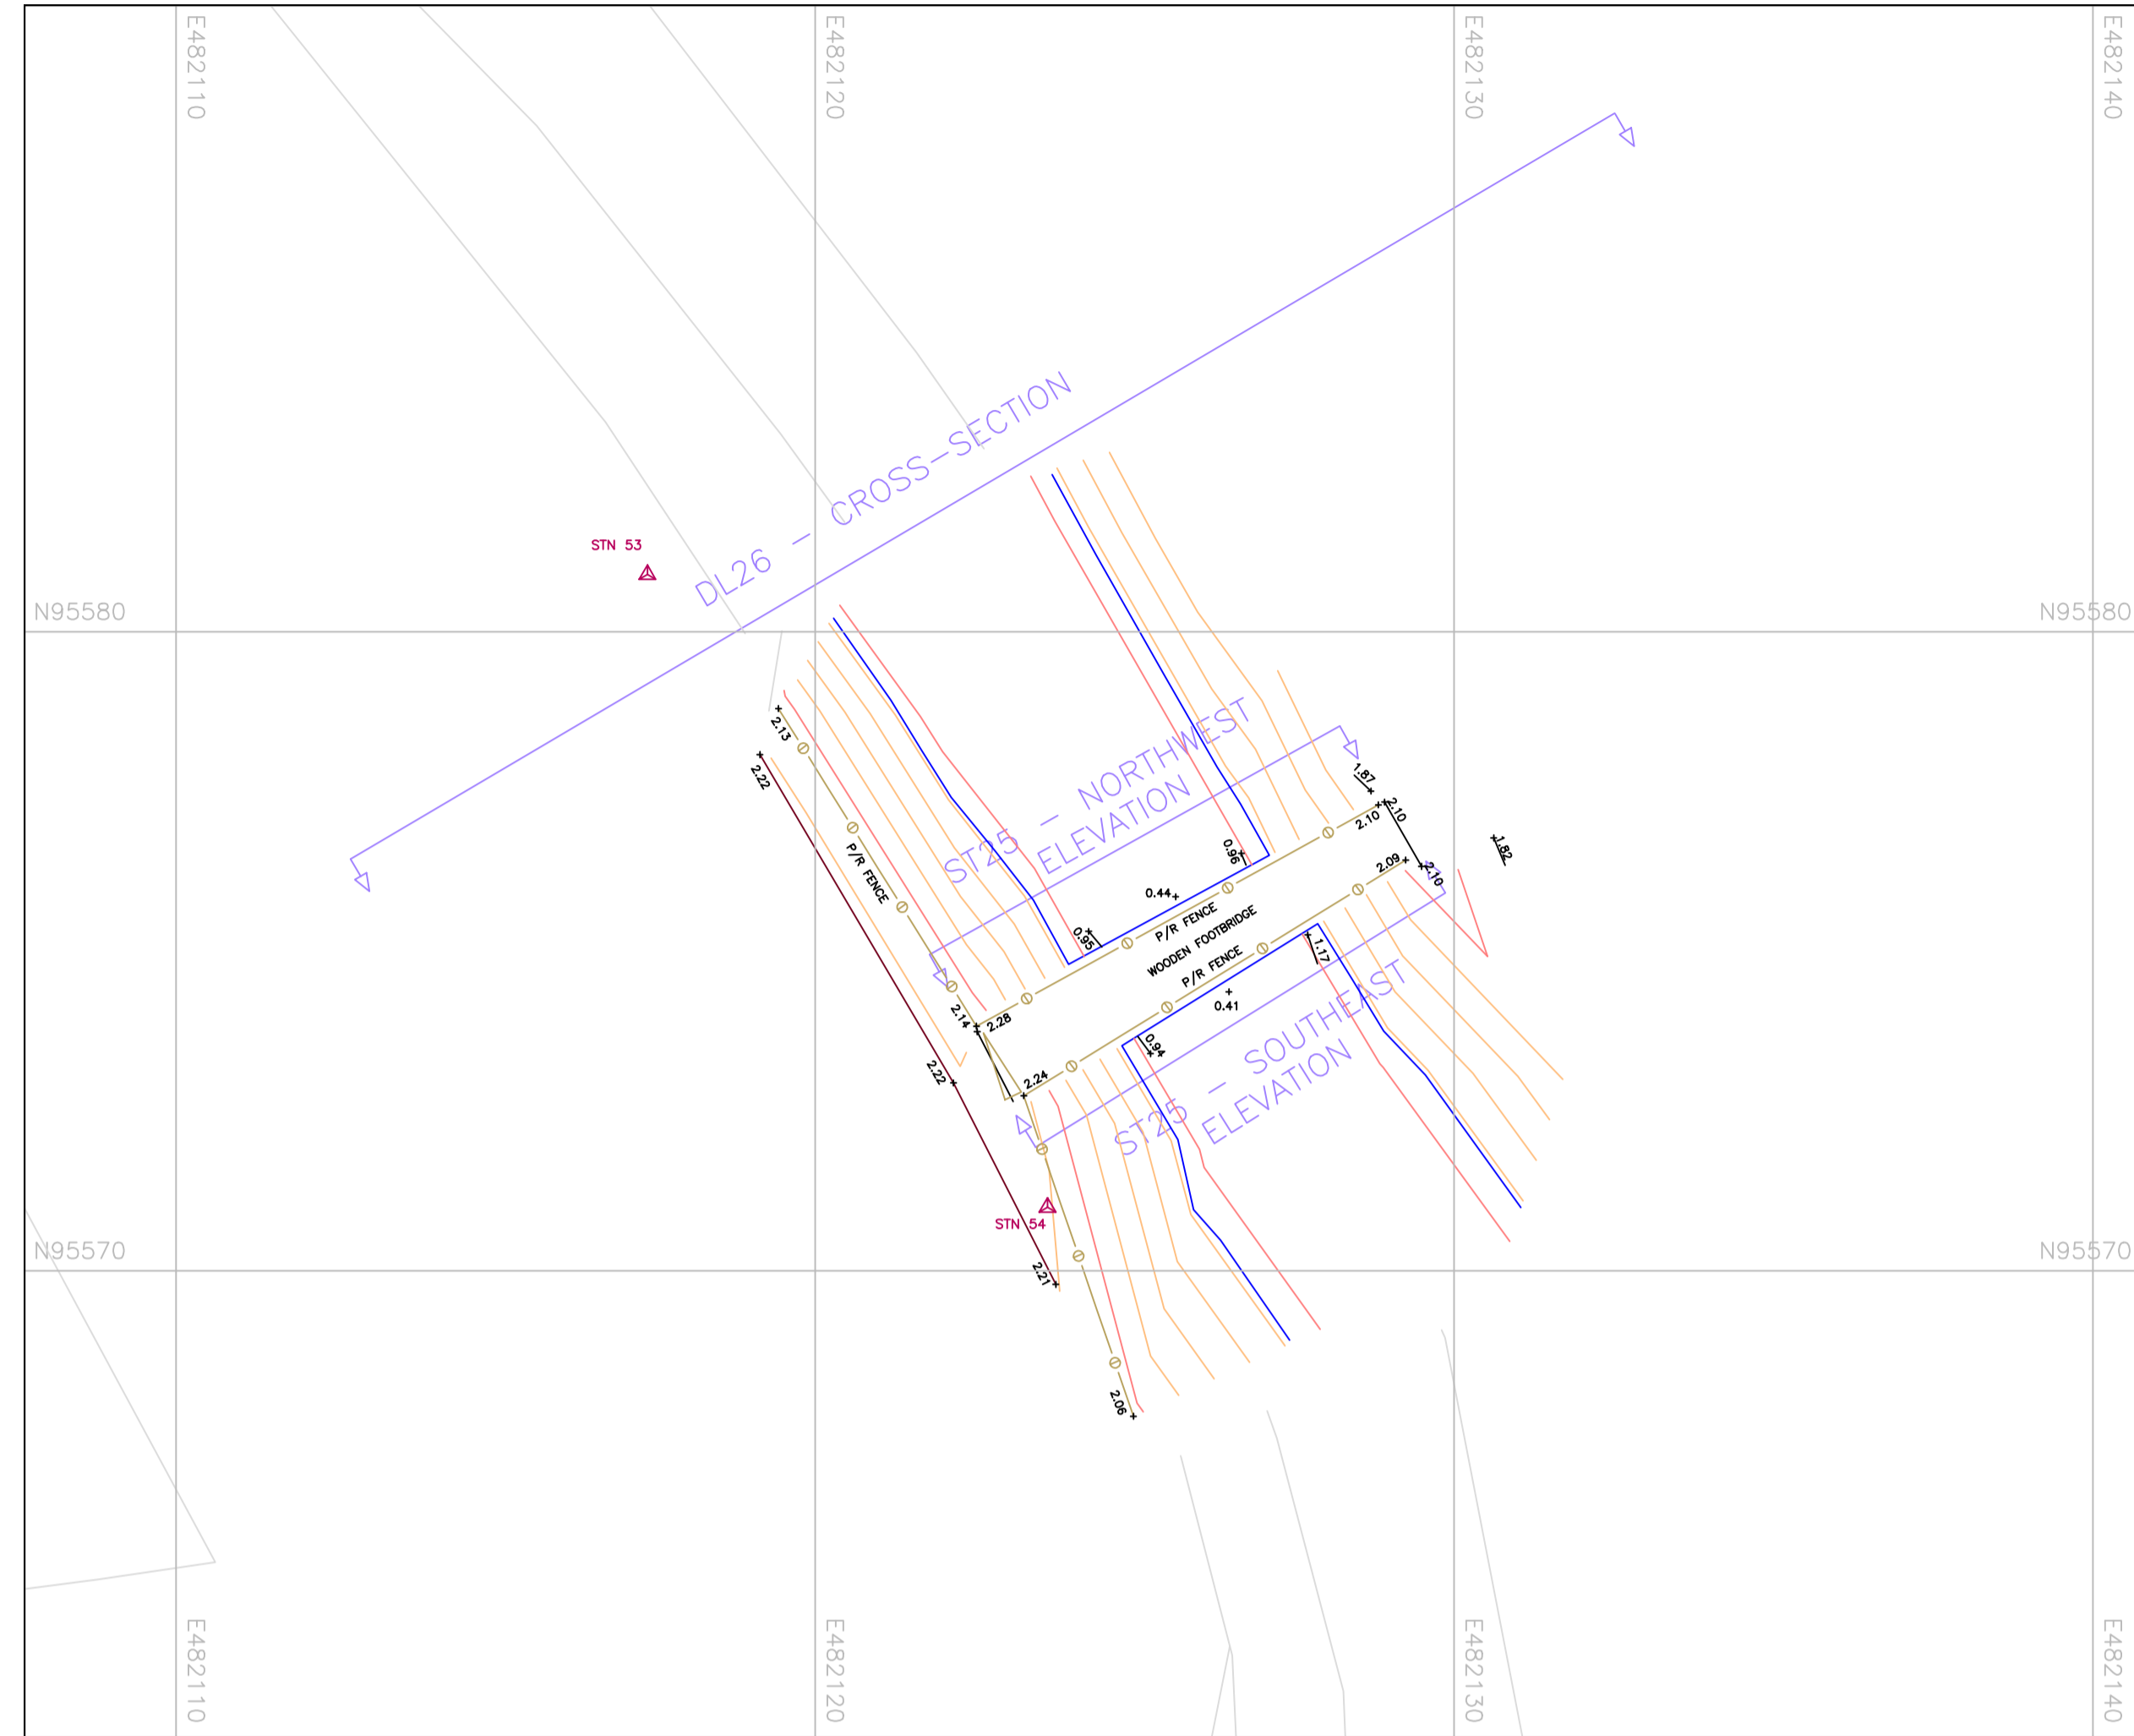 E482110
E482120
E482130
E482140
DL26 — CROSS—SECTION
STN 53
N95580
N95580
2.13
2.22
P/R FENCE
ST25 — NORTHWEST
ELEVATION
1.87
2.10
2.10
1.82
2.09
2.10
0.96
0.44
0.95
P/R FENCE
WOODEN FOOTBRIDGE
P/R FENCE
1.17
0.41
0.94
2.14
2.28
2.22
2.24
ST25 — SOUTHEAST
ELEVATION
STN 54
N95570
N95570
2.21
2.06
E482110
E482120
E482130
E482140